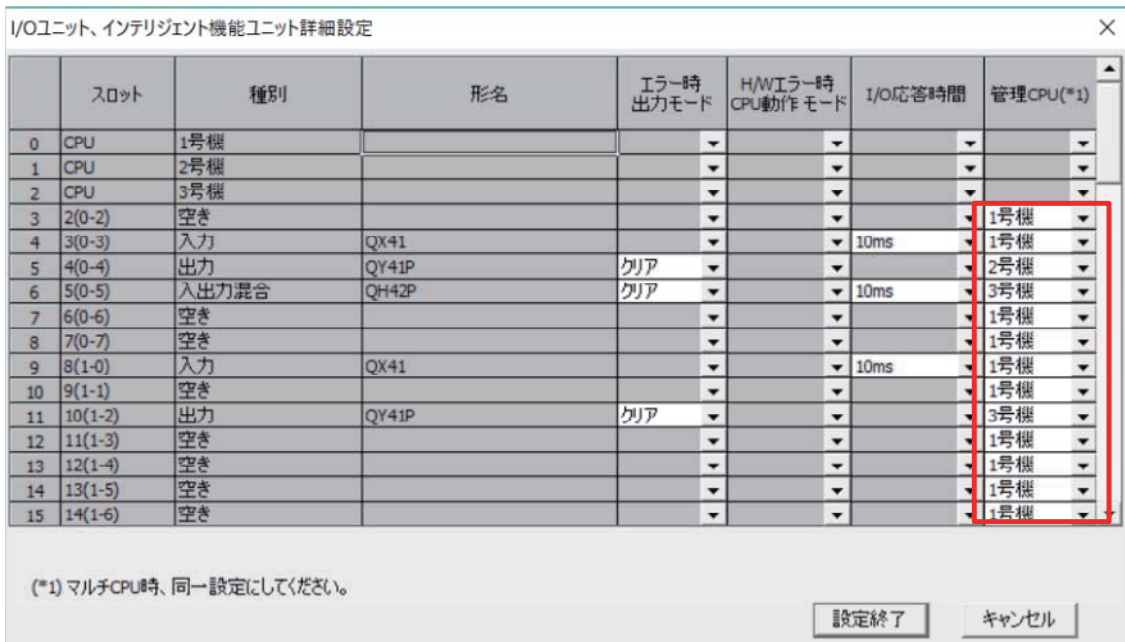 I/Oユニット、インテリジェント機能ユニット詳細設定
スロット 種別 形名 エラー時出力モード H/Wエラー時CPU動作モード I/O応答時間 管理CPU(*1)
0 CPU 1号機
1 CPU 2号機
2 CPU 3号機
3 2(0-2) 空き 1号機
4 3(0-3) 入力 QX41 10ms 1号機
5 4(0-4) 出力 QY41P クリア 2号機
6 5(0-5) 入出力混合 QH42P クリア 10ms 3号機
7 6(0-6) 空き 1号機
8 7(0-7) 空き 1号機
9 8(1-0) 入力 QX41 10ms 1号機
10 9(1-1) 空き 1号機
11 10(1-2) 出力 QY41P クリア 3号機
12 11(1-3) 空き 1号機
13 12(1-4) 空き 1号機
14 13(1-5) 空き 1号機
15 14(1-6) 空き 1号機
(*1) マルチCPU時、同一設定にしてください。
設定終了 キャンセル